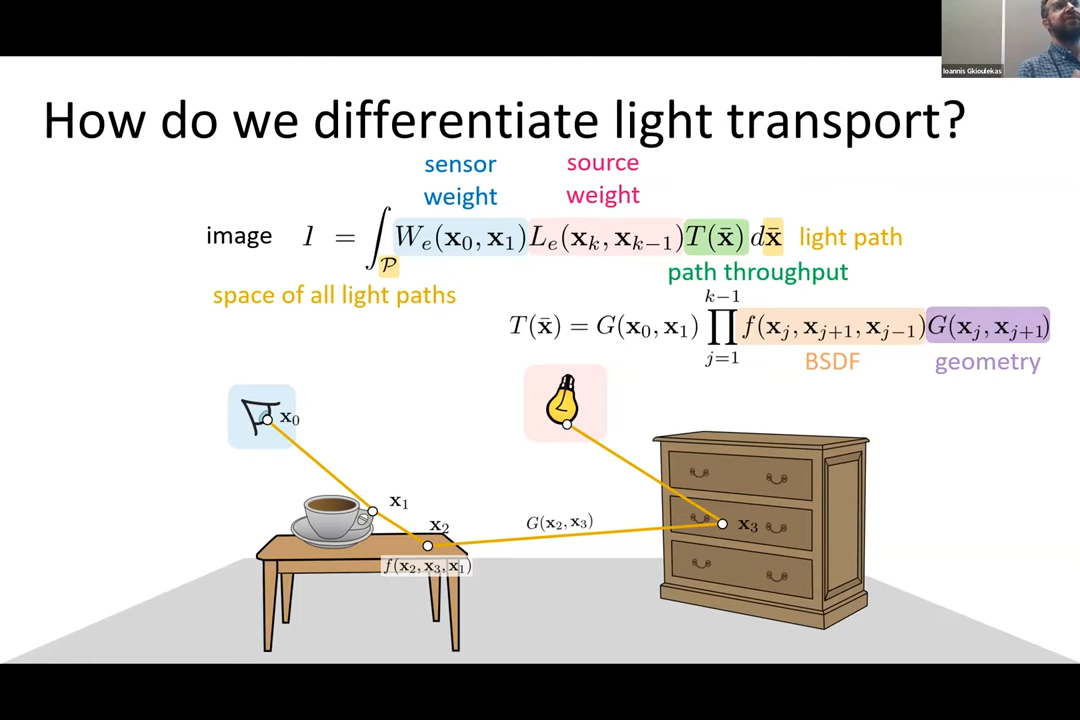 Ioannis Gkioulekas
How do we differentiate light transport?
sensor weight
source weight
image I = ∫_𝒫 W_e(x_0, x_1) L_e(x_k, x_{k−1}) T(x̄) dx̄ light path
space of all light paths
path throughput
T(x̄) = G(x_0, x_1) ∏_{j=1}^{k−1} f(x_j, x_{j+1}, x_{j−1}) G(x_j, x_{j+1})
BSDF
geometry
x_0
x_1
x_2
G(x_2, x_3)
x_3
f(x_2, x_3, x_1)